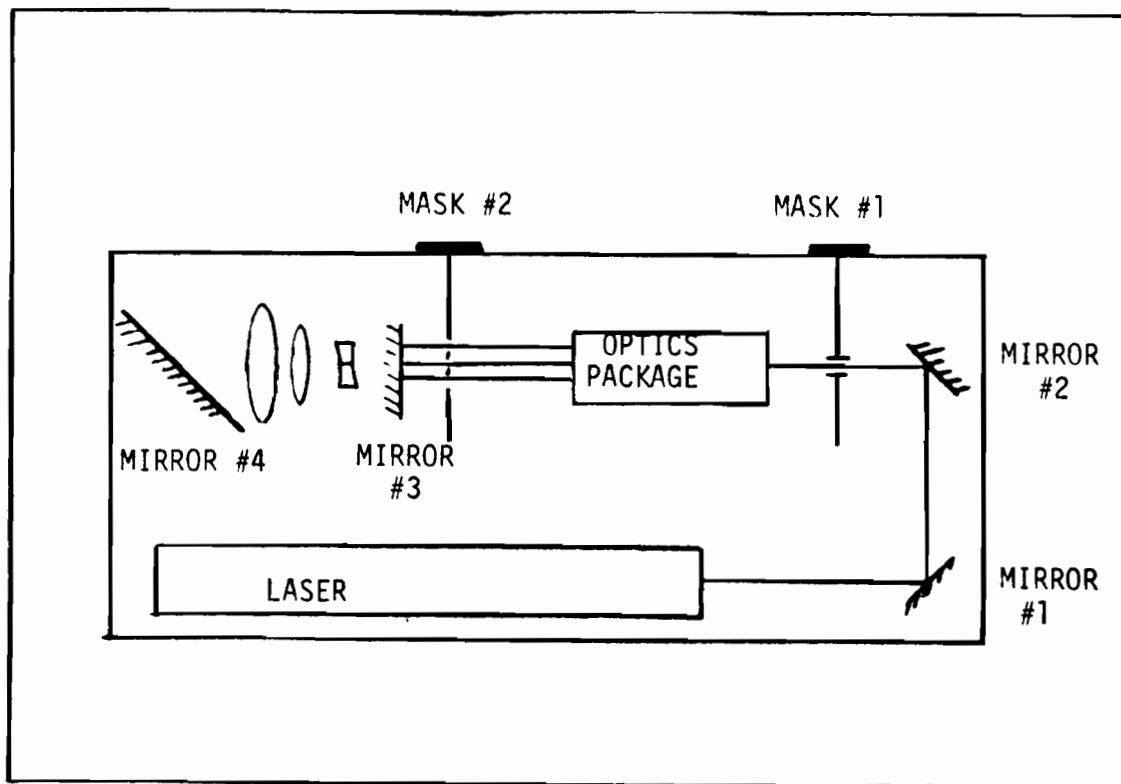 MASK #2
MASK #1
OPTICS
PACKAGE
MIRROR
#2
MIRROR #4
MIRROR
#3
LASER
MIRROR
#1